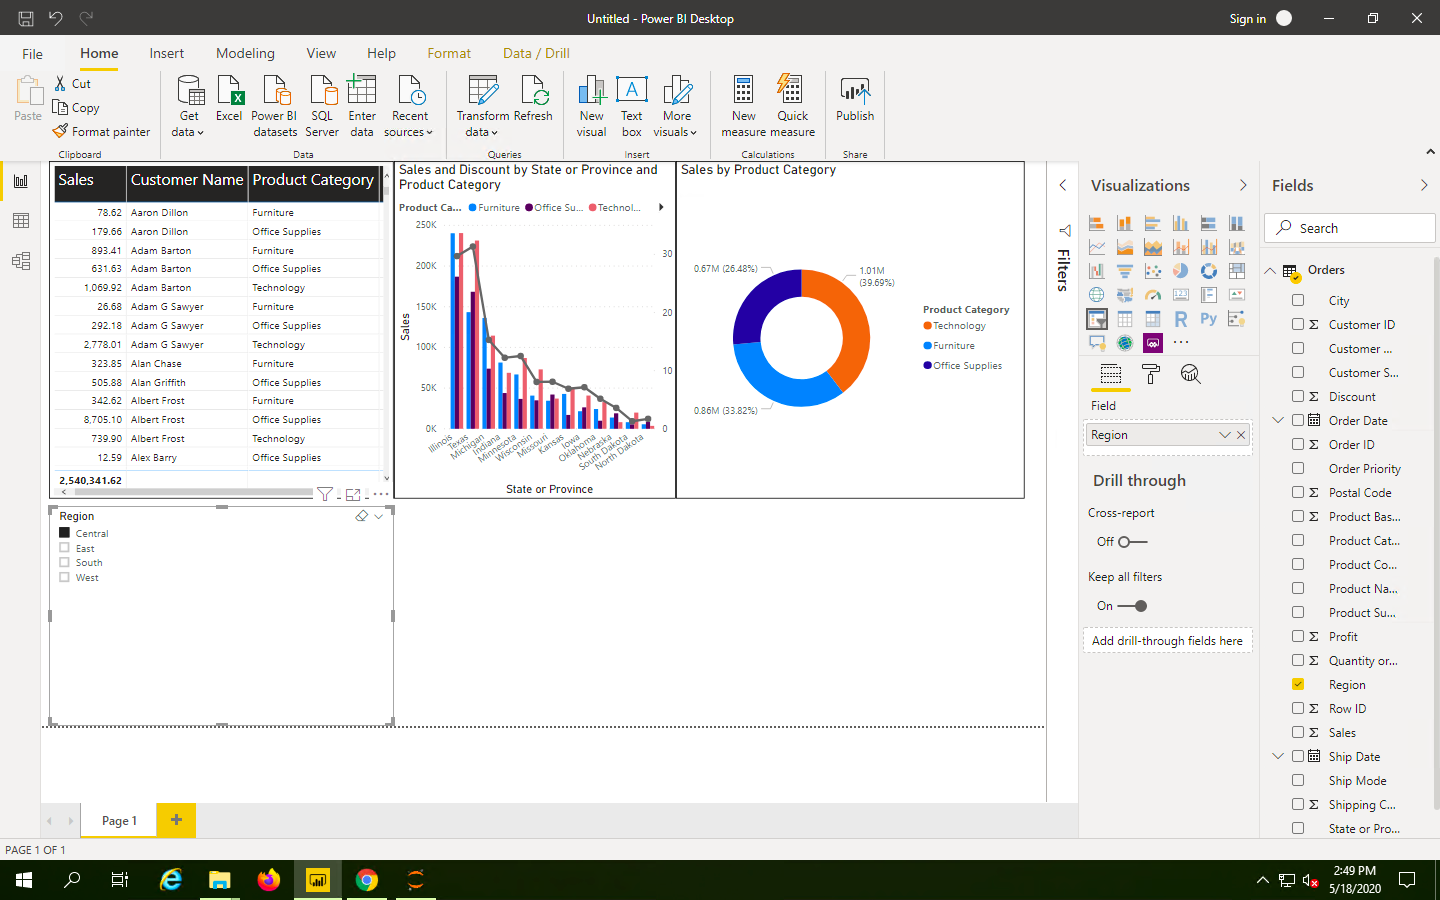 Untitled - Power BI Desktop
Sign in
File Home Insert Modeling View Help Format Data / Drill
Paste
Cut
Copy
Format painter
Clipboard
Get data
Excel
Power BI datasets
SQL Server
Enter data
Recent sources
Data
Transform data
Refresh
Queries
New visual
Text box
More visuals
Insert
New measure
Quick measure
Calculations
Publish
Share
Sales Customer Name Product Category
78.62 Aaron Dillon Furniture
179.66 Aaron Dillon Office Supplies
893.41 Adam Barton Furniture
631.63 Adam Barton Office Supplies
1,069.92 Adam Barton Technology
26.68 Adam G Sawyer Furniture
292.18 Adam G Sawyer Office Supplies
2,778.01 Adam G Sawyer Technology
323.85 Alan Chase Furniture
505.88 Alan Griffith Office Supplies
342.62 Albert Frost Furniture
8,705.10 Albert Frost Office Supplies
739.90 Albert Frost Technology
12.59 Alex Barry Office Supplies
2,540,341.62
Sales and Discount by State or Province and
Product Category
Product Ca... Furniture Office Su... Technol...
250K
200K
150K
100K
50K
0K
Sales
30
20
10
0
Illinois
Texas
Michigan
Indiana
Minnesota
Wisconsin
Missouri
Kansas
Iowa
Oklahoma
Nebraska
South Dakota
North Dakota
State or Province
Sales by Product Category
0.67M (26.48%)
1.01M
(39.69%)
0.86M (33.82%)
Product Category
Technology
Furniture
Office Supplies
Region
Central
East
South
West
Filters
Visualizations
R Py
123
Field
Region
Drill through
Cross-report
Off
Keep all filters
On
Add drill-through fields here
Fields
Search
Orders
City
Σ Customer ID
Customer ...
Customer S...
Σ Discount
Order Date
Σ Order ID
Order Priority
Σ Postal Code
Σ Product Bas...
Product Cat...
Product Co...
Product Na...
Product Su...
Σ Profit
Σ Quantity or...
Region
Σ Row ID
Σ Sales
Ship Date
Ship Mode
Σ Shipping C...
State or Pro...
Page 1
PAGE 1 OF 1
2:49 PM
5/18/2020